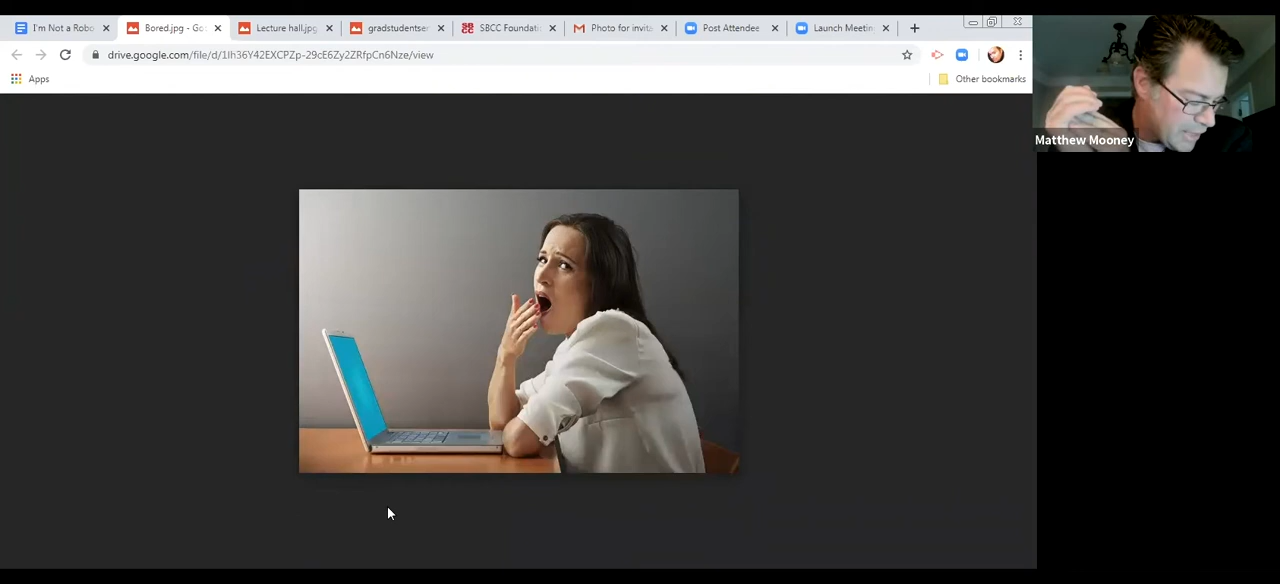 I'm Not a Robo
Bored.jpg - Go
Lecture hall.jpg
gradstudentser
SBCC Foundati
Photo for invita
Post Attendee
Launch Meetin
drive.google.com/file/d/1Ih36Y42EXCPZp-29cE6Zy2ZRfpCn6Nze/view
Apps
Other bookmarks
Matthew Mooney